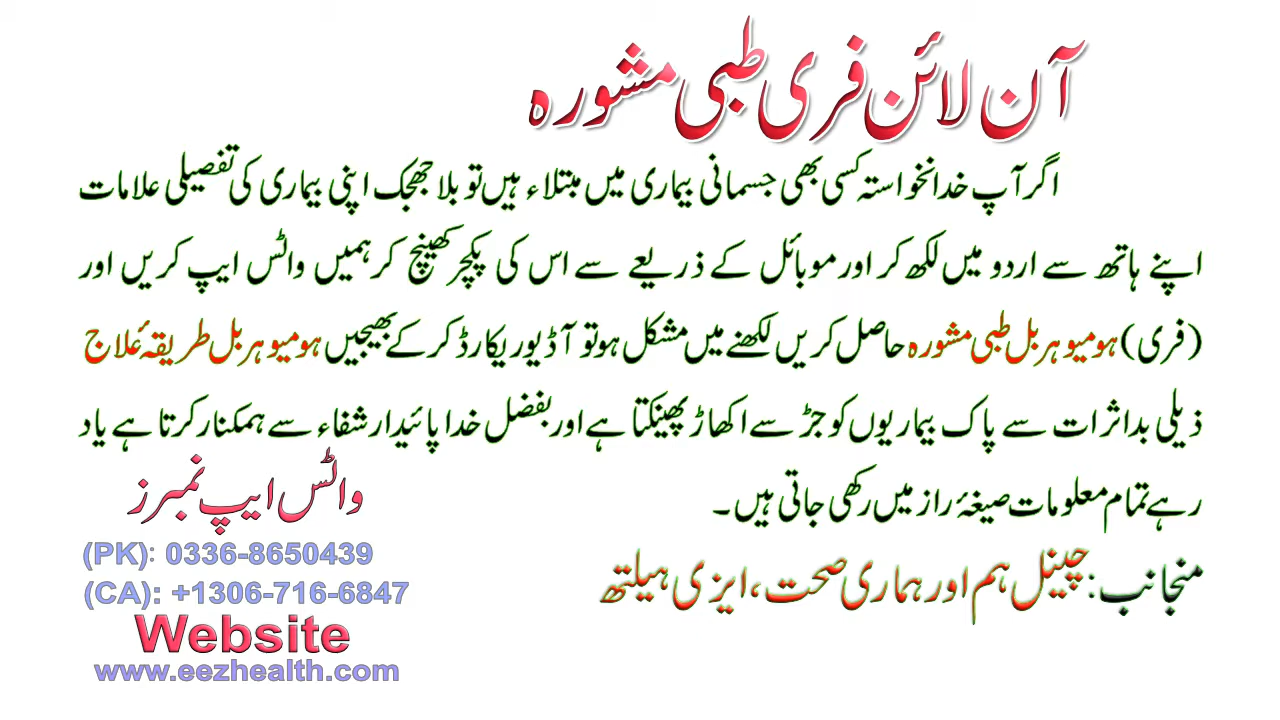 آن لائن فری طبی مشورہ
اگر آپ خدانخواستہ کسی بھی جسمانی بیماری میں مبتلاء ہیں تو بلا جھجک اپنی بیماری کی تفصیلی علامات
اپنے ہاتھ سے اردو میں لکھ کر اور موبائل کے ذریعے سے اس کی پکچر کھینچ کر ہمیں واٹس ایپ کریں اور
(فری) ہومیو ہربل طبی مشورہ حاصل کریں لکھنے میں مشکل ہو تو آڈیو ریکارڈ کر کے بھیجیں ہومیو ہربل طریقہ علاج
ذیلی بداثرات سے پاک بیماریوں کو جڑ سے اکھاڑ پھینکتا ہے اور بفضل خدا پائیدار شفاء سے ہمکنار کرتا ہے یاد
رہے تمام معلومات صیغۂ راز میں رکھی جاتی ہیں۔
منجانب: چینل ہم اور ہماری صحت، ایزی ہیلتھ
واٹس ایپ نمبرز
(PK): 0336-8650439
(CA): +1306-716-6847
Website
www.eezhealth.com